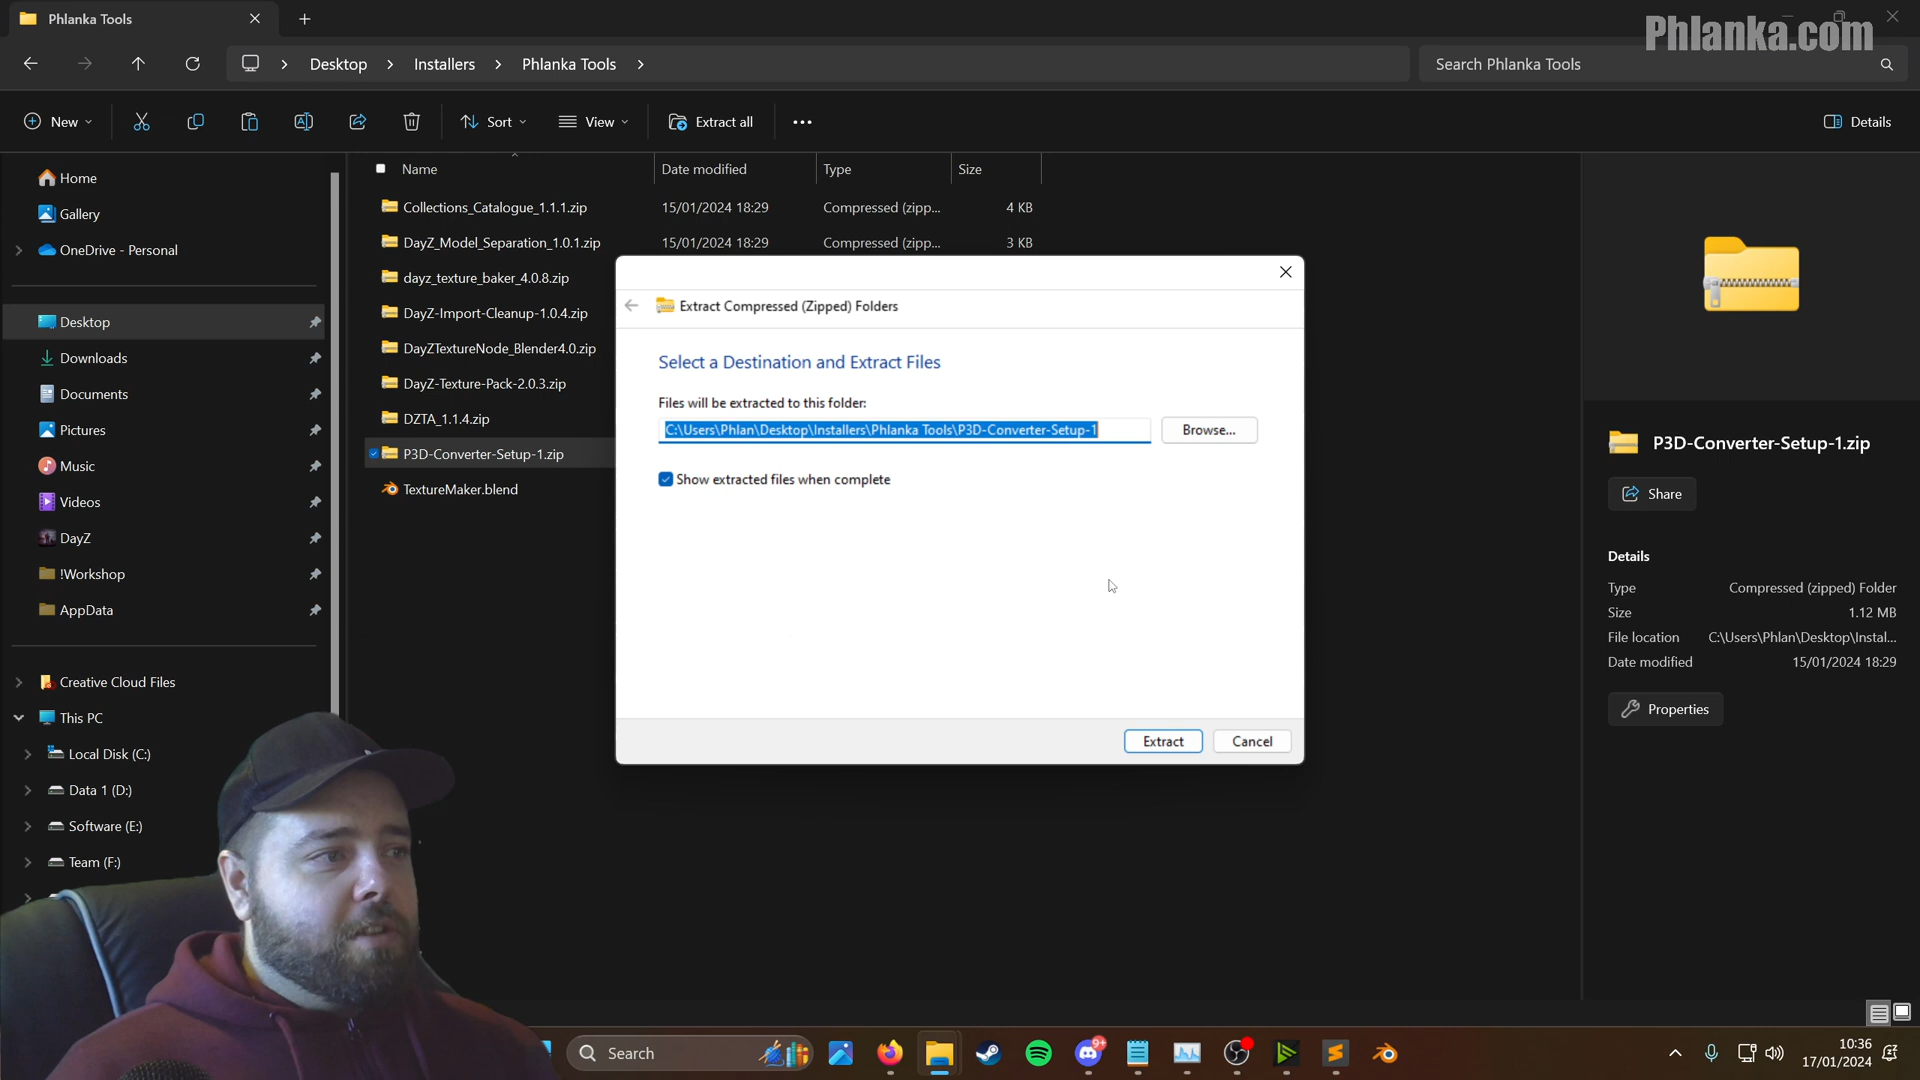 Phlanka Tools
Phlanka.com
Desktop
Installers
Phlanka Tools
Search Phlanka Tools
New
Sort
View
Extract all
Details
Name
Date modified
Type
Size
Home
Gallery
OneDrive - Personal
Desktop
Downloads
Documents
Pictures
Music
Videos
DayZ
!Workshop
AppData
Creative Cloud Files
This PC
Local Disk (C:)
Data 1 (D:)
Software (E:)
Team (F:)
Collections_Catalogue_1.1.1.zip 15/01/2024 18:29 Compressed (zipp... 4 KB
DayZ_Model_Separation_1.0.1.zip 15/01/2024 18:29 Compressed (zipp... 3 KB
dayz_texture_baker_4.0.8.zip
DayZ-Import-Cleanup-1.0.4.zip
DayZTextureNode_Blender4.0.zip
DayZ-Texture-Pack-2.0.3.zip
DZTA_1.1.4.zip
P3D-Converter-Setup-1.zip
TextureMaker.blend
Extract Compressed (Zipped) Folders
Select a Destination and Extract Files
Files will be extracted to this folder:
C:\Users\Phlan\Desktop\Installers\Phlanka Tools\P3D-Converter-Setup-1
Browse...
Show extracted files when complete
Extract
Cancel
P3D-Converter-Setup-1.zip
Share
Details
Type Compressed (zipped) Folder
Size 1.12 MB
File location C:\Users\Phlan\Desktop\Instal...
Date modified 15/01/2024 18:29
Properties
Search
9+
10:36
17/01/2024